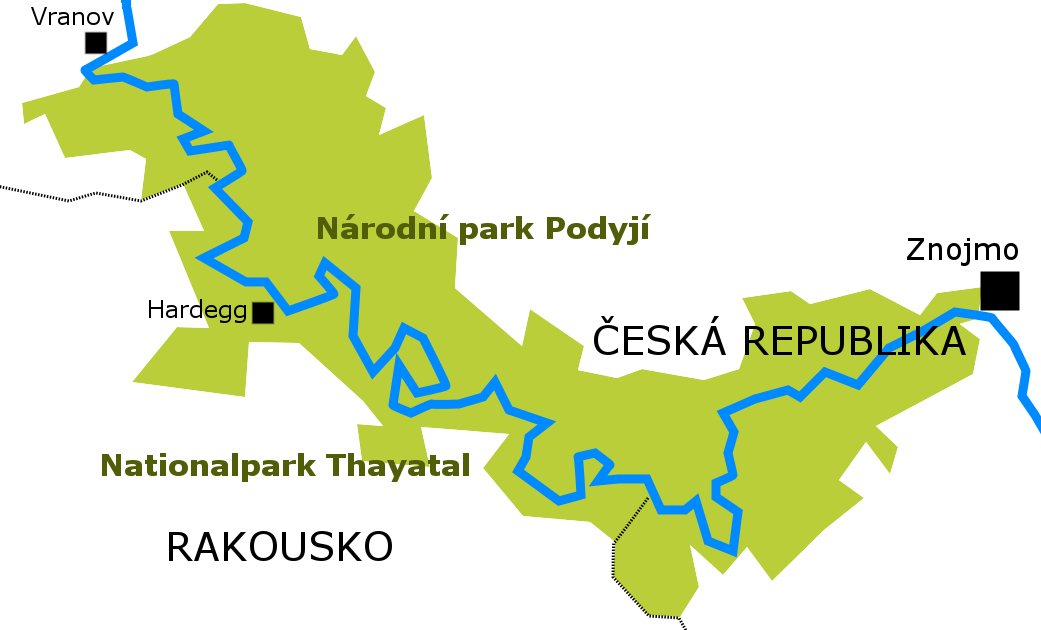 Vranov
Národní park Podyjí
Znojmo
Hardegg
ČESKÁ REPUBLIKA
Nationalpark Thayatal
RAKOUSKO